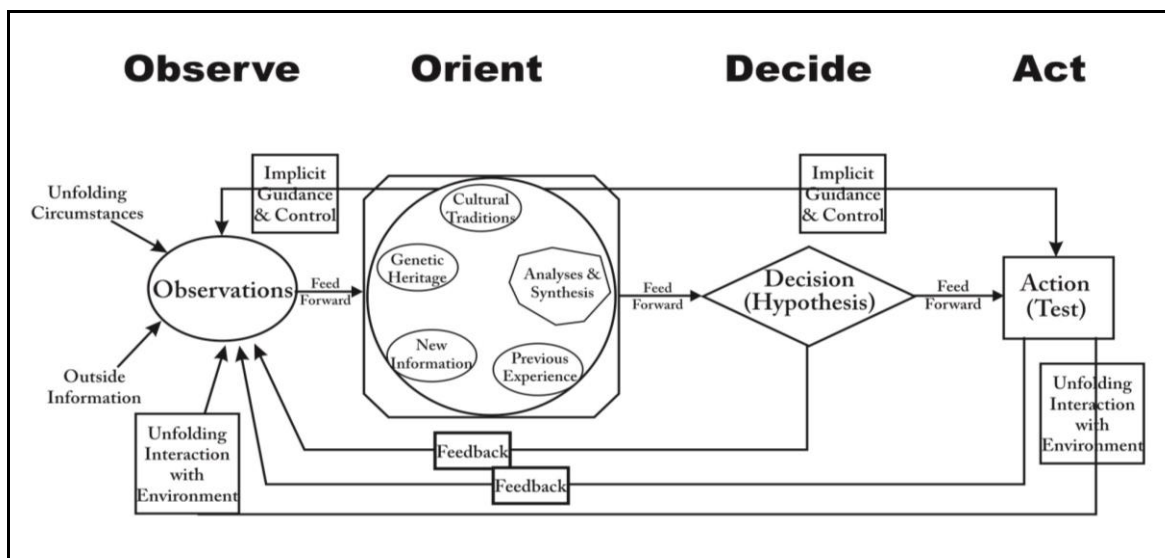 Observe
Orient
Decide
Act
Implicit
Guidance
& Control
Implicit
Guidance
& Control
Unfolding
Circumstances
Cultural
Traditions
Genetic
Heritage
Analyses &
Synthesis
Observations
Feed
Forward
Feed
Forward
Decision
(Hypothesis)
Feed
Forward
Action
(Test)
New
Information
Previous
Experience
Outside
Information
Unfolding
Interaction
with
Environment
Unfolding
Interaction
with
Environment
Feedback
Feedback